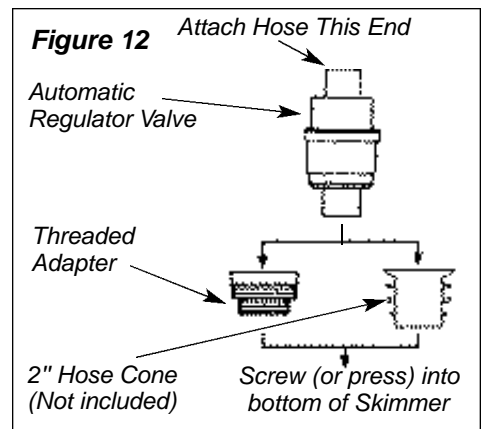 Figure 12
Attach Hose This End
Automatic
Regulator Valve
Threaded
Adapter
2" Hose Cone
(Not included)
Screw (or press) into
bottom of Skimmer